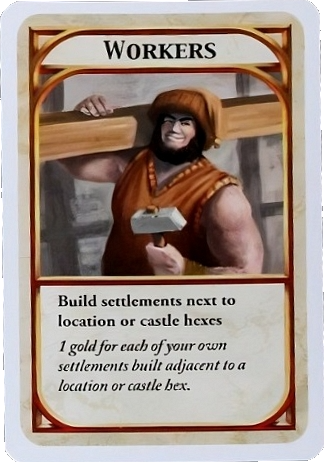 WORKERS
Build settlements next to
location or castle hexes
1 gold for each of your own
settlements built adjacent to a
location or castle hex.